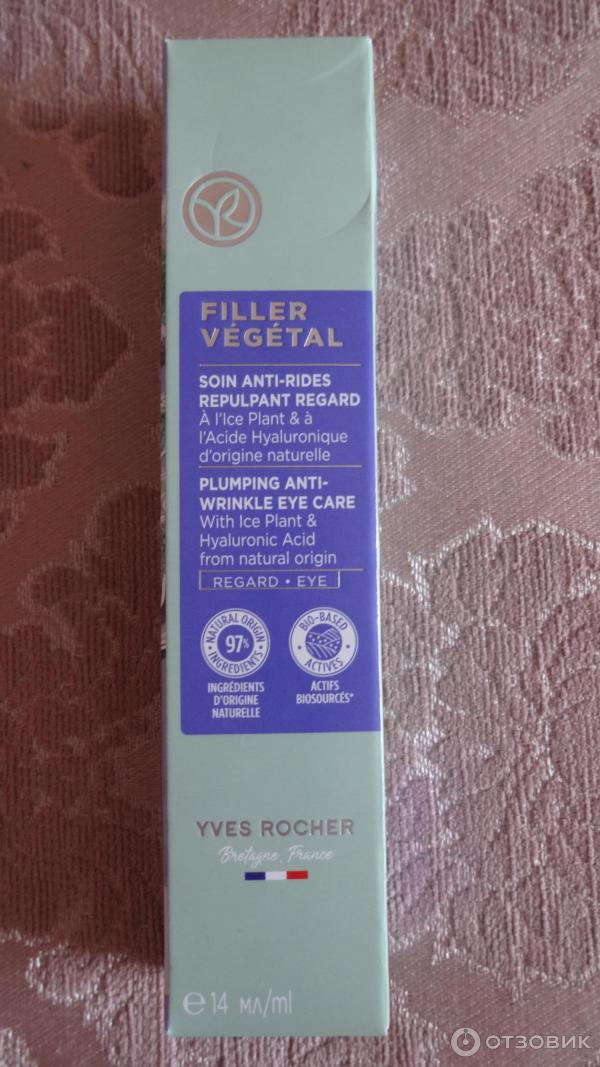 FILLER
VÉGÉTAL
SOIN ANTI-RIDES
REPULPANT REGARD
À l'Ice Plant & à
l'Acide Hyaluronique
d'origine naturelle
PLUMPING ANTI-
WRINKLE EYE CARE
With Ice Plant &
Hyaluronic Acid
from natural origin
REGARD • EYE
NATURAL ORIGIN
97%
INGREDIENTS
INGRÉDIENTS
D'ORIGINE
NATURELLE
BIO-BASED
ACTIVES
ACTIFS
BIOSOURCÉS*
YVES ROCHER
Bretagne, France
℮14 мл/ml
ОТЗОВИК